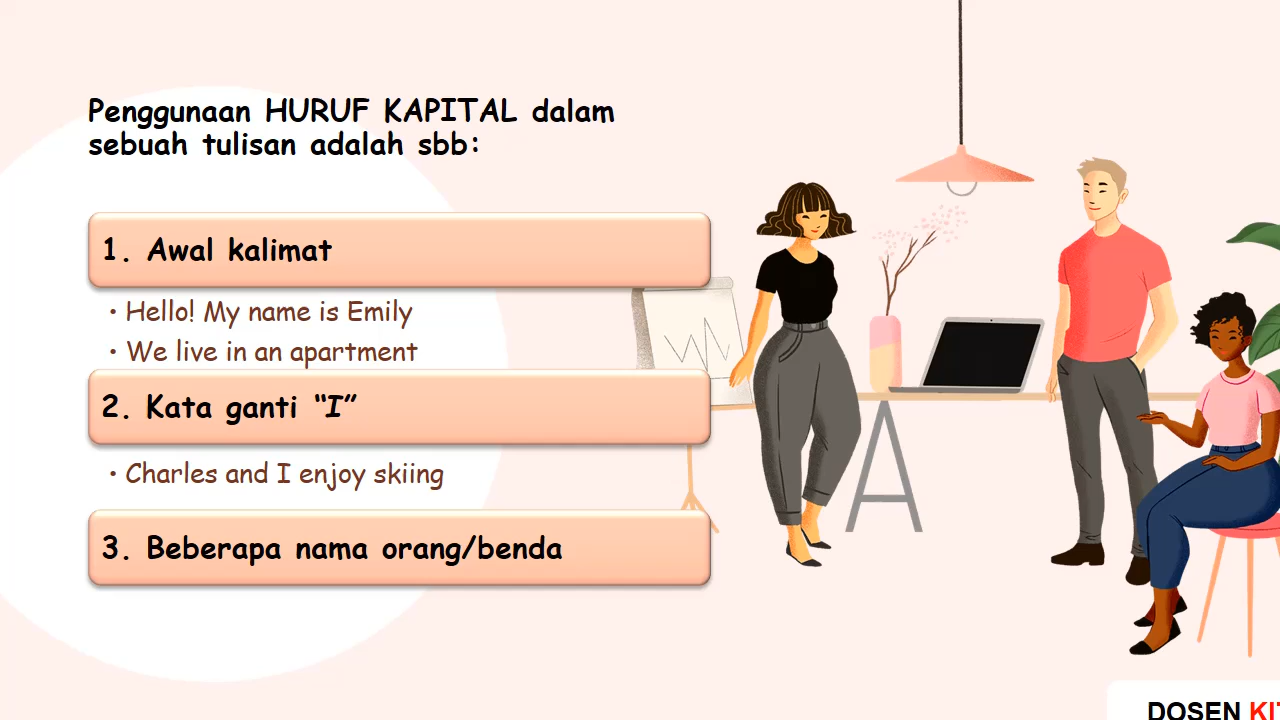 Penggunaan HURUF KAPITAL dalam
sebuah tulisan adalah sbb:
1. Awal kalimat
• Hello! My name is Emily
• We live in an apartment
2. Kata ganti “I”
• Charles and I enjoy skiing
3. Beberapa nama orang/benda
DOSEN